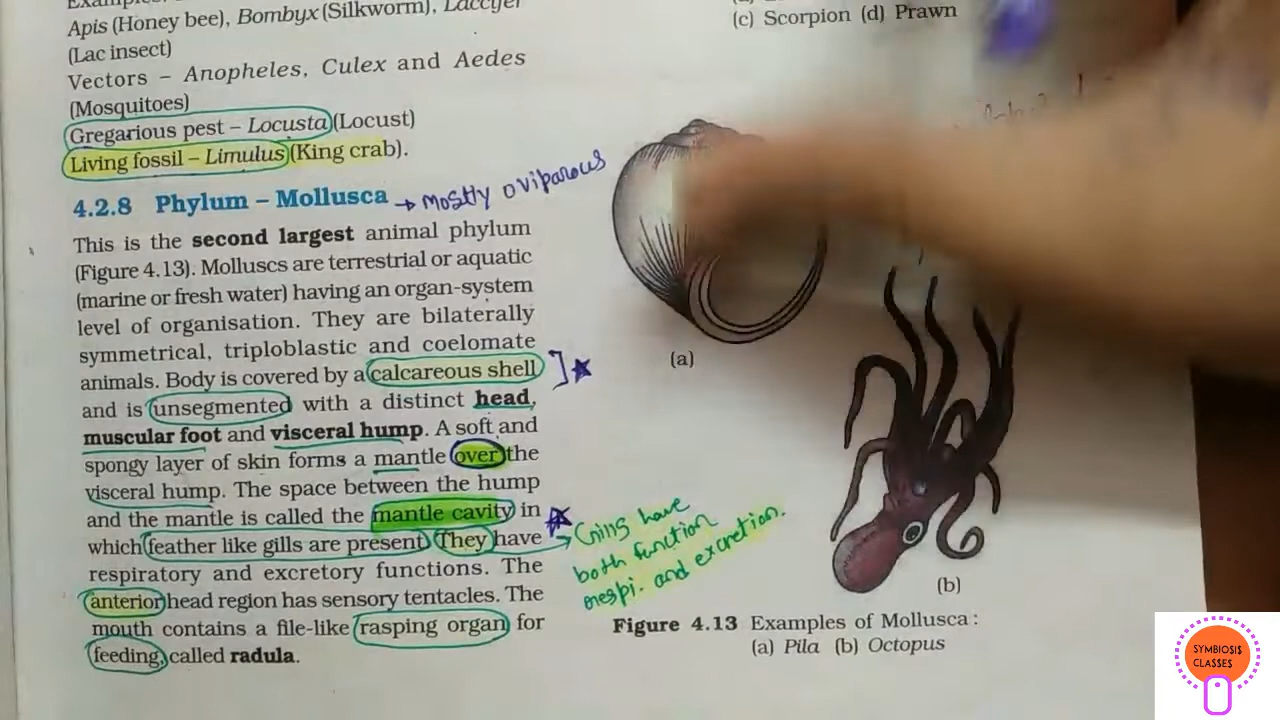 Apis (Honey bee), Bombyx (Silkworm), Laccifer
(Lac insect)
Vectors – Anopheles, Culex and Aedes
(Mosquitoes)
Gregarious pest – Locusta (Locust)
Living fossil – Limulus (King crab).
4.2.8 Phylum – Mollusca → mostly oviparous
This is the second largest animal phylum
(Figure 4.13). Molluscs are terrestrial or aquatic
(marine or fresh water) having an organ-system
level of organisation. They are bilaterally
symmetrical, triploblastic and coelomate
animals. Body is covered by a calcareous shell
and is unsegmented with a distinct head,
muscular foot and visceral hump. A soft and
spongy layer of skin forms a mantle over the
visceral hump. The space between the hump
and the mantle is called the mantle cavity in
which feather like gills are present. They have
respiratory and excretory functions. The
anterior head region has sensory tentacles. The
mouth contains a file-like rasping organ for
feeding, called radula.
(c) Scorpion (d) Prawn
(a)
Gills have
both function
respi. and excretion.
(b)
Figure 4.13 Examples of Mollusca :
(a) Pila (b) Octopus
SYMBIOSIS
CLASSES